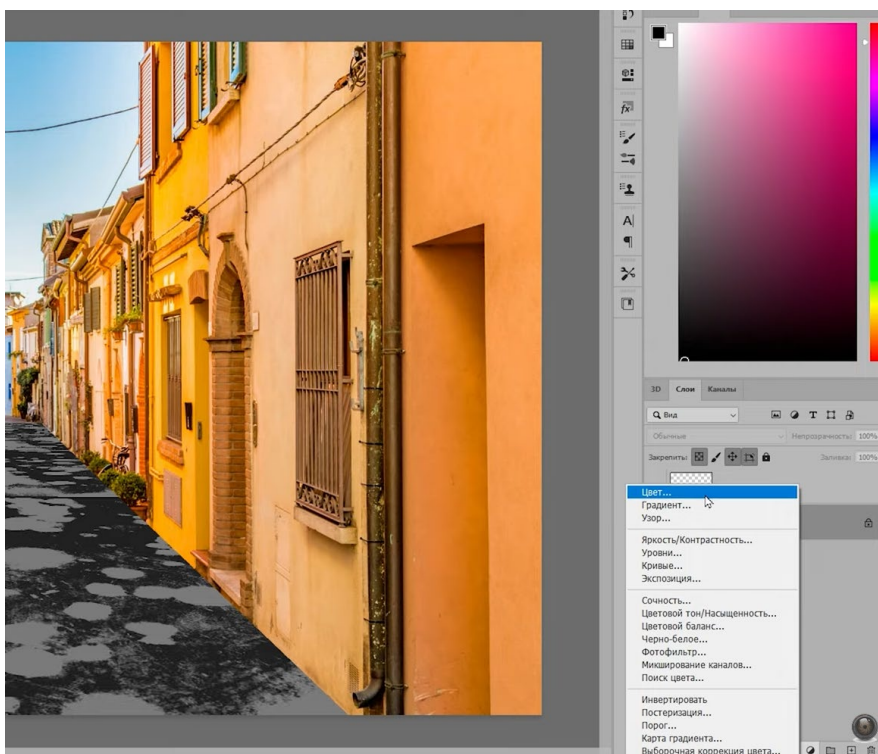 3D Слои Каналы
Вид
Обычные Непрозрачность: 100%
Закрепить: Заливка: 100%
Цвет...
Градиент...
Узор...
Яркость/Контрастность...
Уровни...
Кривые...
Экспозиция...
Сочность...
Цветовой тон/Насыщенность...
Цветовой баланс...
Черно-белое...
Фотофильтр...
Микширование каналов...
Поиск цвета...
Инвертировать
Постеризация...
Порог...
Карта градиента...
Выборочная коррекция цвета...